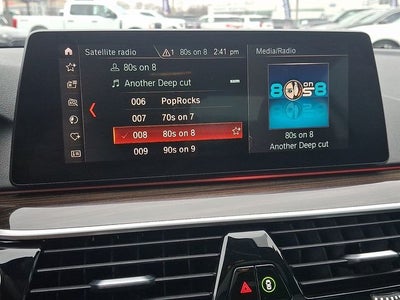 Satellite radio
1 80s on 8 2:41 pm
Media/Radio
80s on 8
Another Deep cut
006 PopRocks
007 70s on 7
008 80s on 8
009 90s on 9
80 on 8s
80s on 8
Another Deep cut